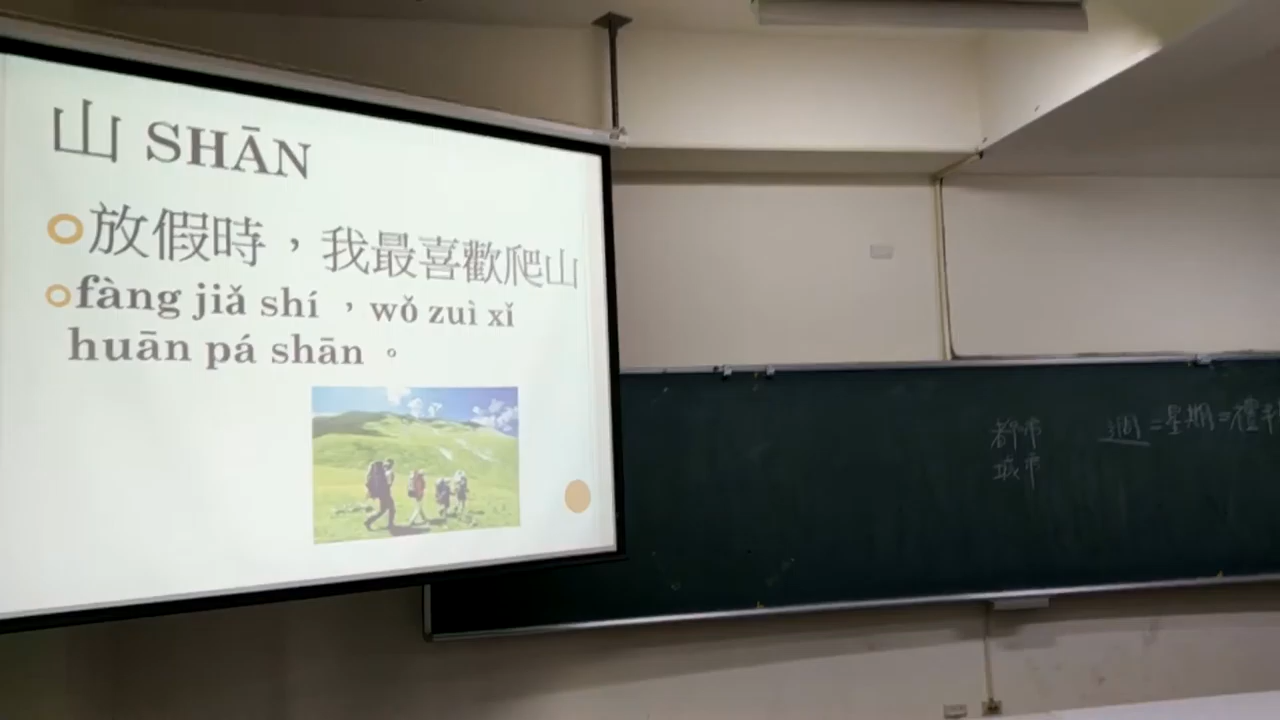 山 SHĀN
放假時，我最喜歡爬山
fàng jiǎ shí ，wǒ zuì xǐ
huān pá shān 。
都市
城市
週=星期=禮拜